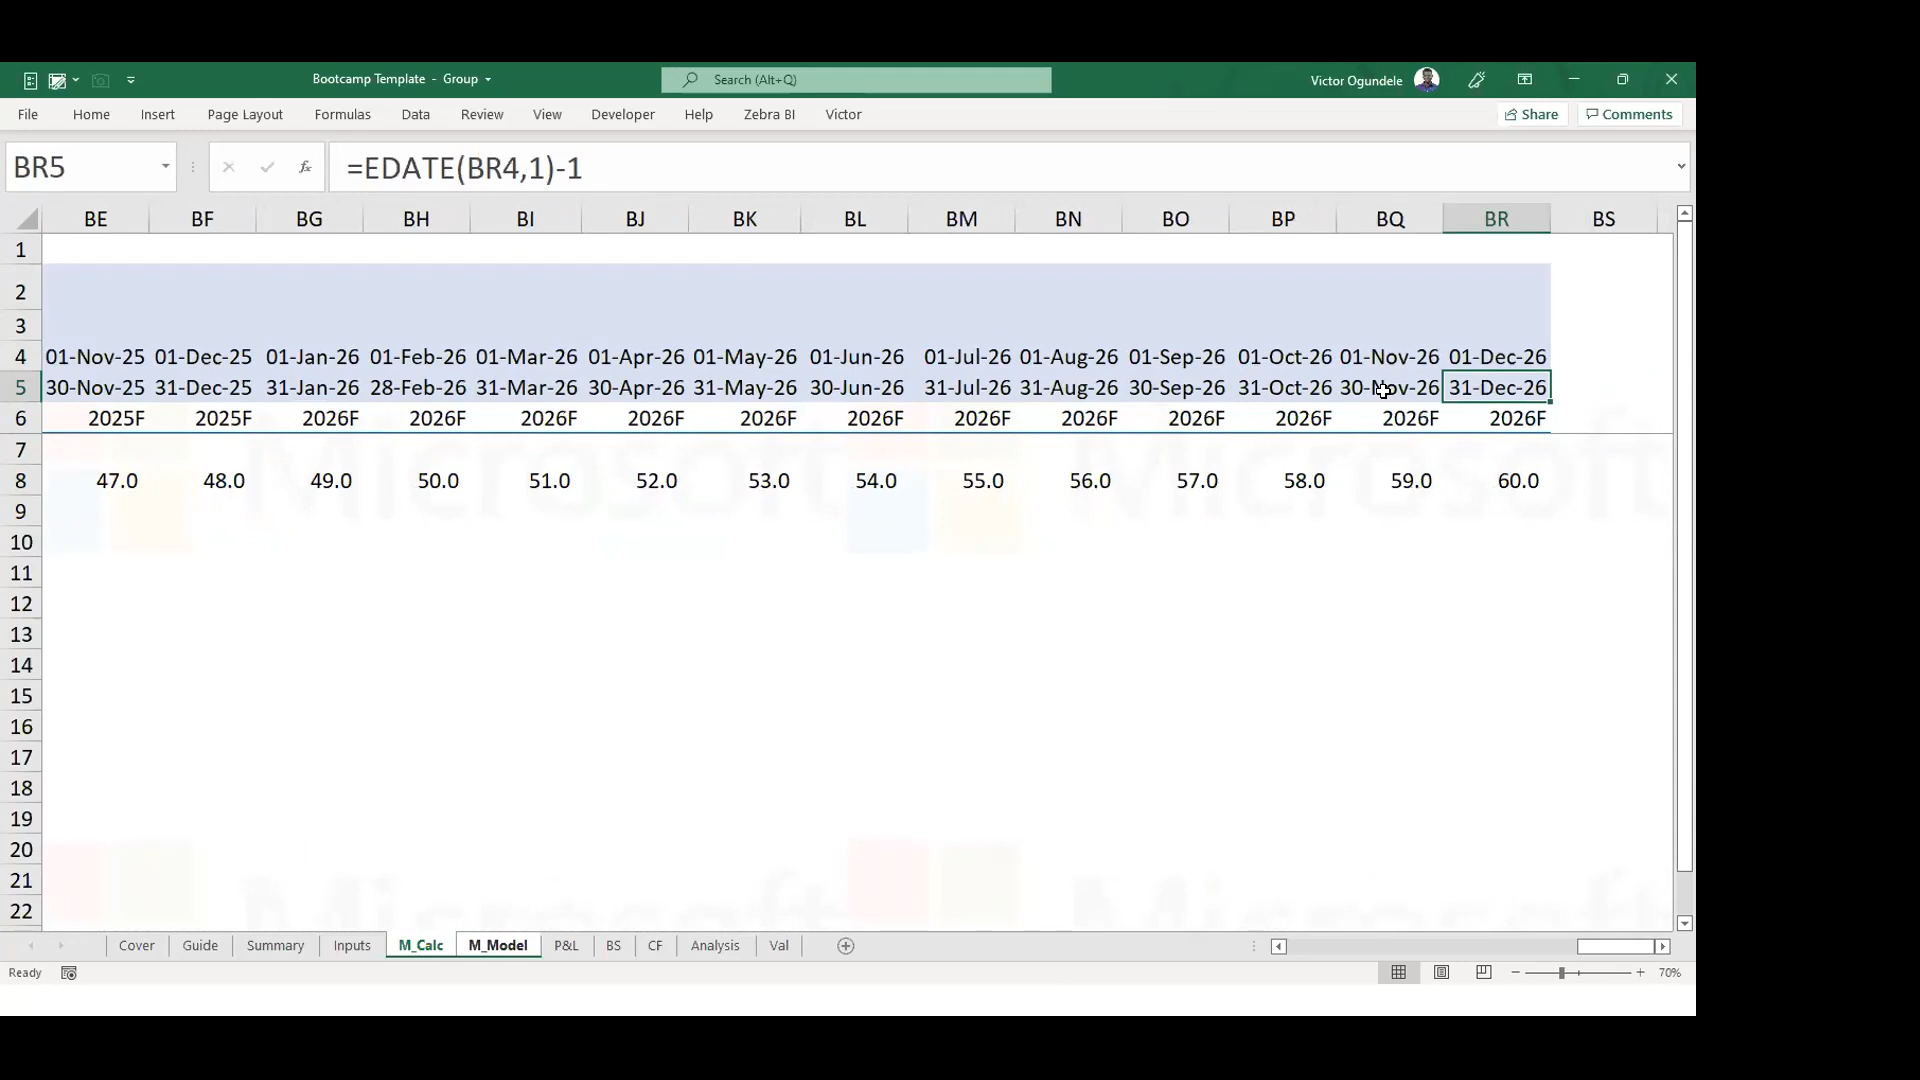 Bootcamp Template - Group
Search (Alt+Q)
Victor Ogundele
File Home Insert Page Layout Formulas Data Review View Developer Help Zebra BI Victor Share Comments
BR5 fx =EDATE(BR4,1)-1
BE BF BG BH BI BJ BK BL BM BN BO BP BQ BR BS
1
2
3
4 01-Nov-25 01-Dec-25 01-Jan-26 01-Feb-26 01-Mar-26 01-Apr-26 01-May-26 01-Jun-26 01-Jul-26 01-Aug-26 01-Sep-26 01-Oct-26 01-Nov-26 01-Dec-26
5 30-Nov-25 31-Dec-25 31-Jan-26 28-Feb-26 31-Mar-26 30-Apr-26 31-May-26 30-Jun-26 31-Jul-26 31-Aug-26 30-Sep-26 31-Oct-26 30-Nov-26 31-Dec-26
6 2025F 2025F 2026F 2026F 2026F 2026F 2026F 2026F 2026F 2026F 2026F 2026F 2026F 2026F
7
8 47.0 48.0 49.0 50.0 51.0 52.0 53.0 54.0 55.0 56.0 57.0 58.0 59.0 60.0
Microsoft Microsoft
9
10
11
12
13
14
15
16
17
18
19
20
21
22
Microsoft Microsoft
Cover Guide Summary Inputs M_Calc M_Model P&L BS CF Analysis Val
Ready 70%